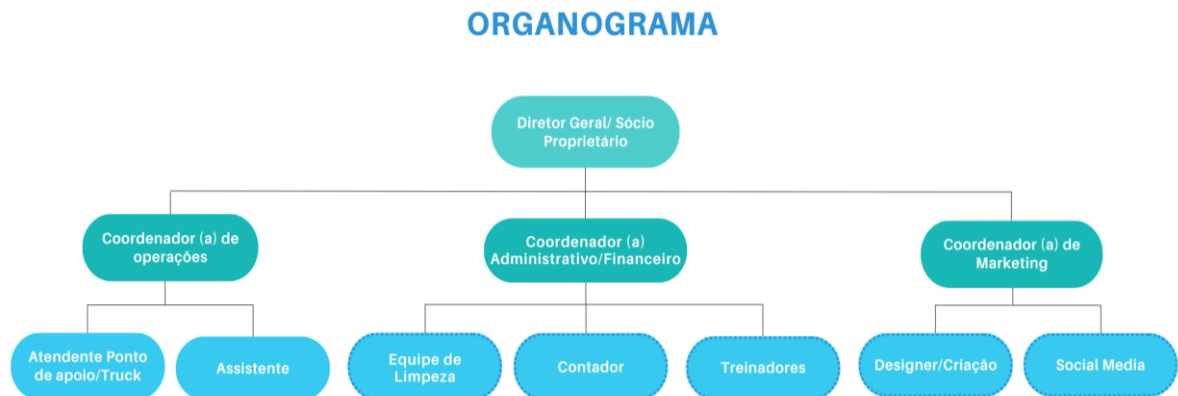 ORGANOGRAMA
Diretor Geral/ Sócio
Proprietário
Coordenador (a) de
operações
Coordenador (a)
Administrativo/Financeiro
Coordenador (a) de
Marketing
Atendente Ponto
de apoio/Truck
Assistente
Equipe de
Limpeza
Contador
Treinadores
Designer/Criação
Social Media